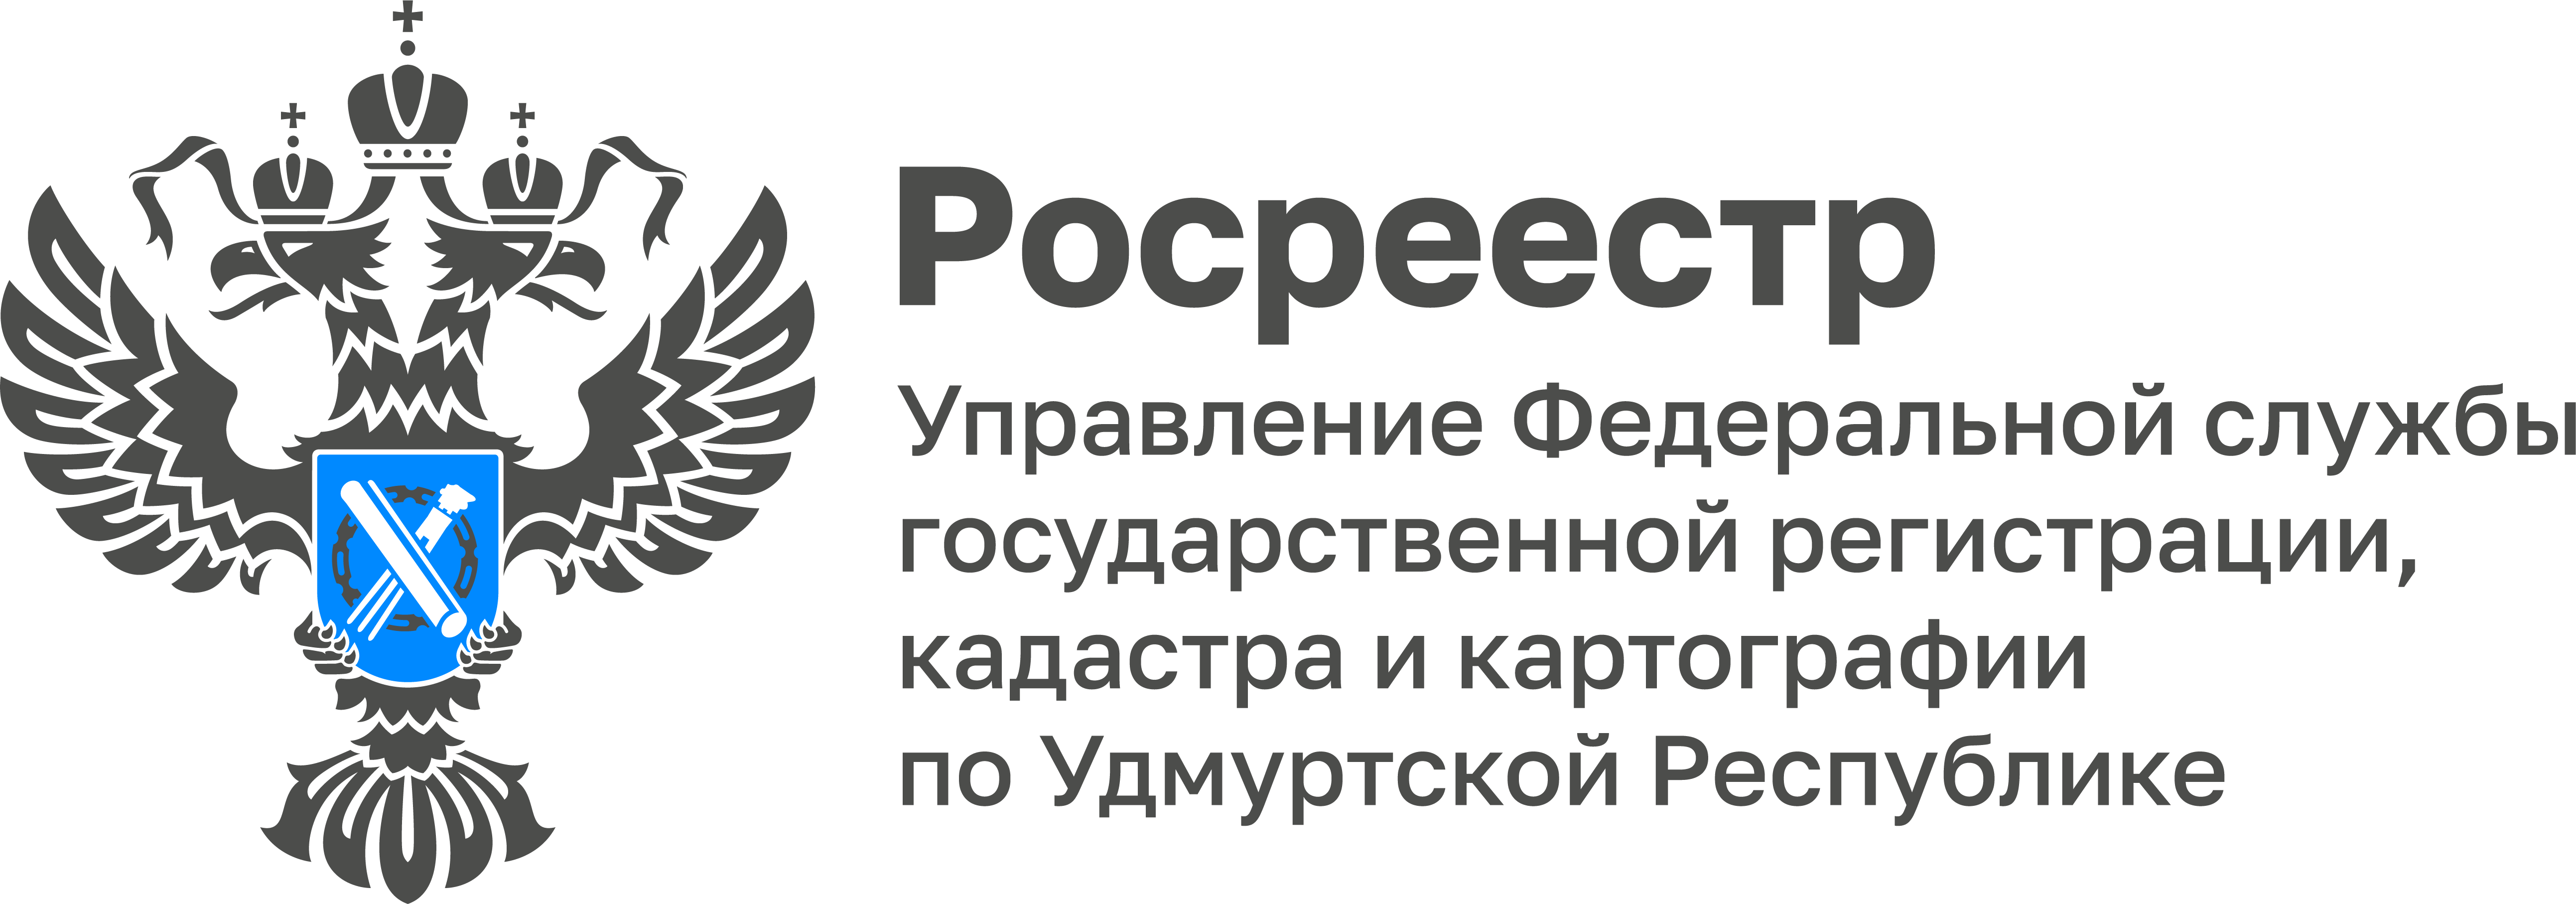 Росреестр
Управление Федеральной службы
государственной регистрации,
кадастра и картографии
по Удмуртской Республике